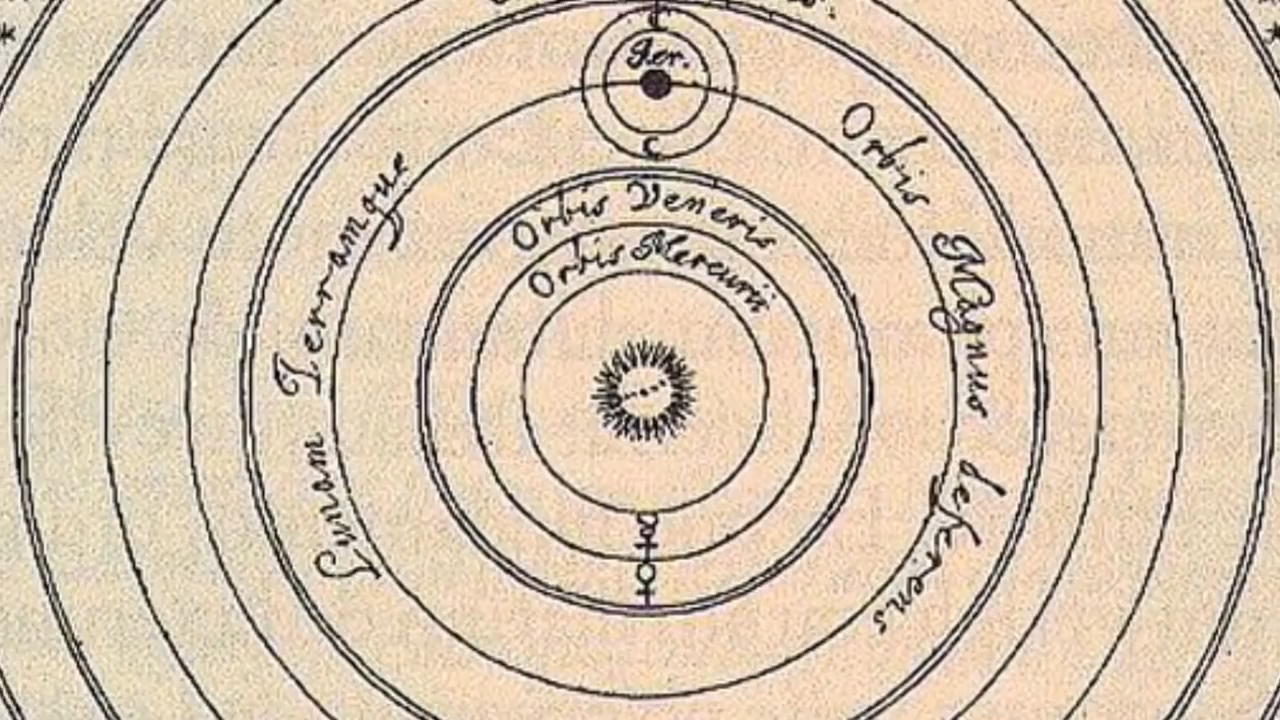 Ter.
Orbis Veneris
Orbis Mercurii
Orbis Magnus deferens
Lunam Terramque